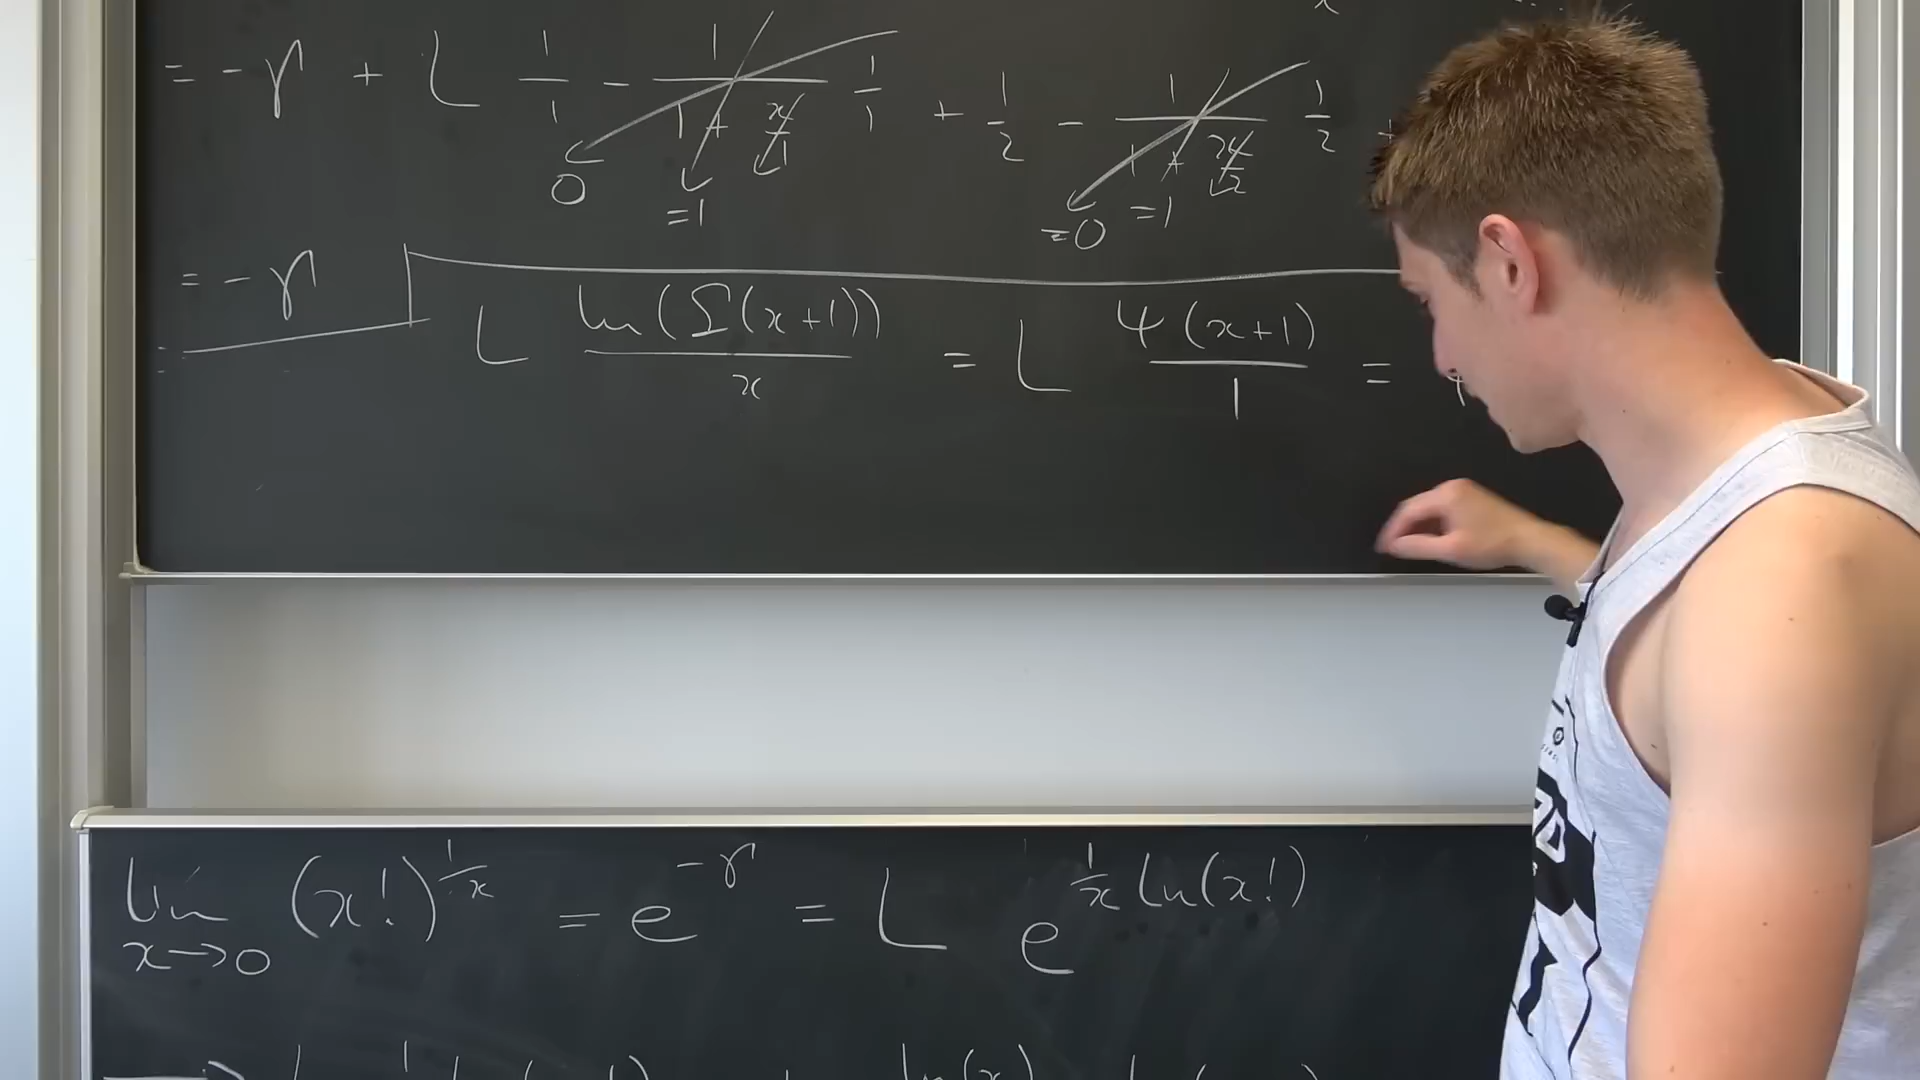 = -γ + L 1/1 - 1/(1 + x/1) 1/1 + 1/2 - 1/(1 + x/2) 1/2 +
0 =1 =0 =1
= -γ L ln(Γ(x+1))/x = L Ψ(x+1)/1 =
lim x→0 (x!)^(1/x) = e^(-γ) = L e^(1/x ln(x!))